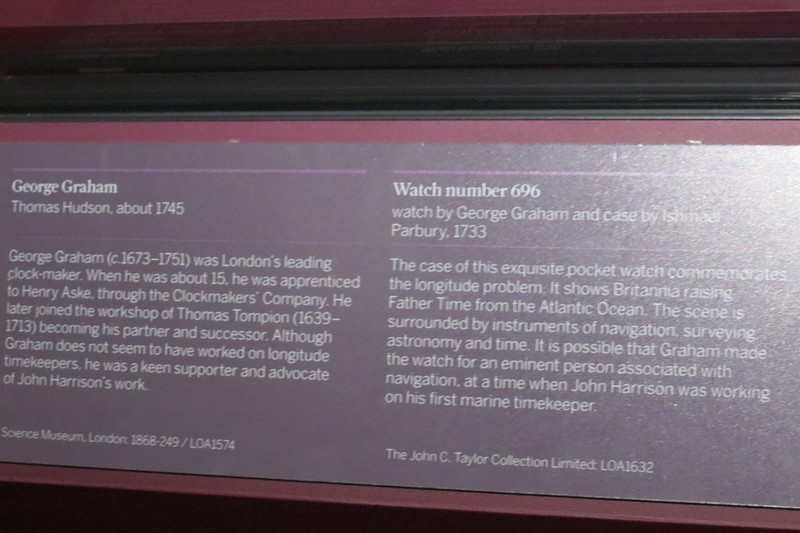 George Graham
Thomas Hudson, about 1745
George Graham (c.1673–1751) was London's leading
clock-maker. When he was about 15, he was apprenticed
to Henry Aske, through the Clockmakers' Company. He
later joined the workshop of Thomas Tompion (1639–
1713) becoming his partner and successor. Although
Graham does not seem to have worked on longitude
timekeepers, he was a keen supporter and advocate
of John Harrison's work.
Science Museum, London: 1868-249 / LOA1574
Watch number 696
watch by George Graham and case by Ishmael
Parbury, 1733
The case of this exquisite pocket watch commemorates
the longitude problem. It shows Britannia raising
Father Time from the Atlantic Ocean. The scene is
surrounded by instruments of navigation, surveying
astronomy and time. It is possible that Graham made
the watch for an eminent person associated with
navigation, at a time when John Harrison was working
on his first marine timekeeper.
The John C. Taylor Collection Limited: LOA1632